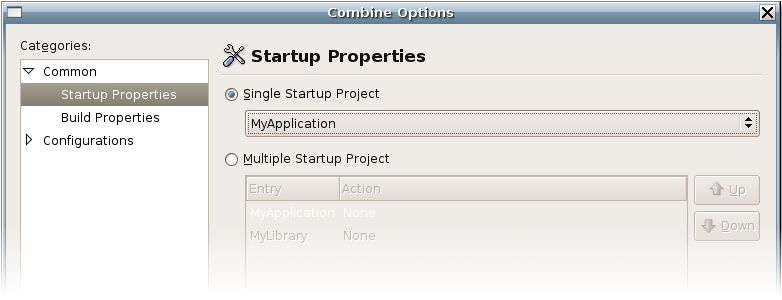 Combine Options
Categories:
Common
Startup Properties
Build Properties
Configurations
Startup Properties
Single Startup Project
MyApplication
Multiple Startup Project
Entry Action
MyApplication None
MyLibrary None
Up
Down